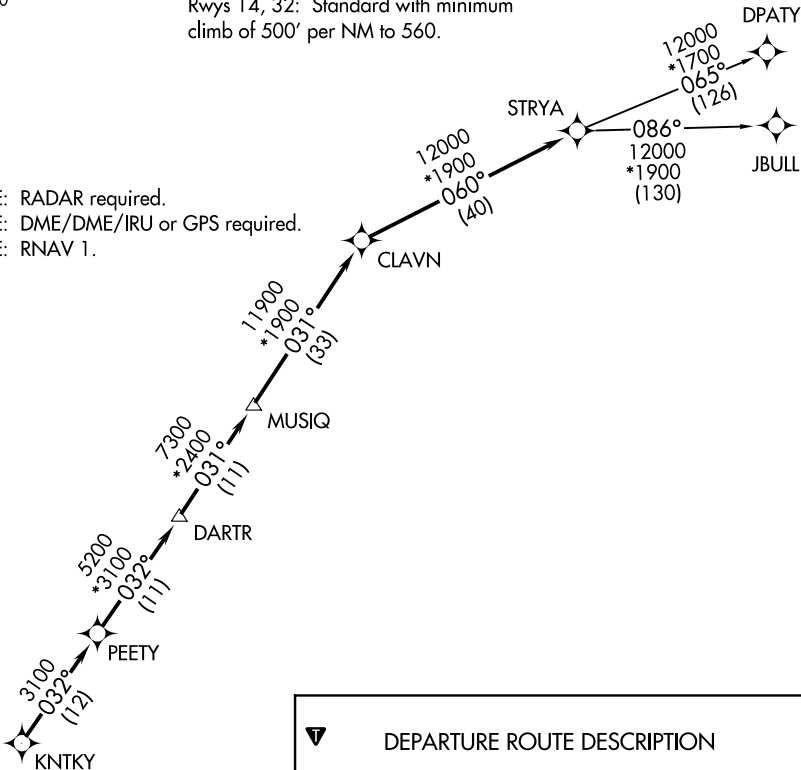 Rwys 14, 32: Standard with minimum
climb of 500' per NM to 560.
DPATY
12000
*1700
065°
(126)
STRYA
086°
12000
*1900
(130)
JBULL
12000
*1900
060°
(40)
: RADAR required.
: DME/DME/IRU or GPS required.
: RNAV 1.
CLAVN
11900
*1900
031°
(33)
MUSIQ
7300
*2400
031°
(11)
DARTR
5200
*3100
032°
(11)
PEETY
3100
032°
(12)
KNTKY
T
DEPARTURE ROUTE DESCRIPTION